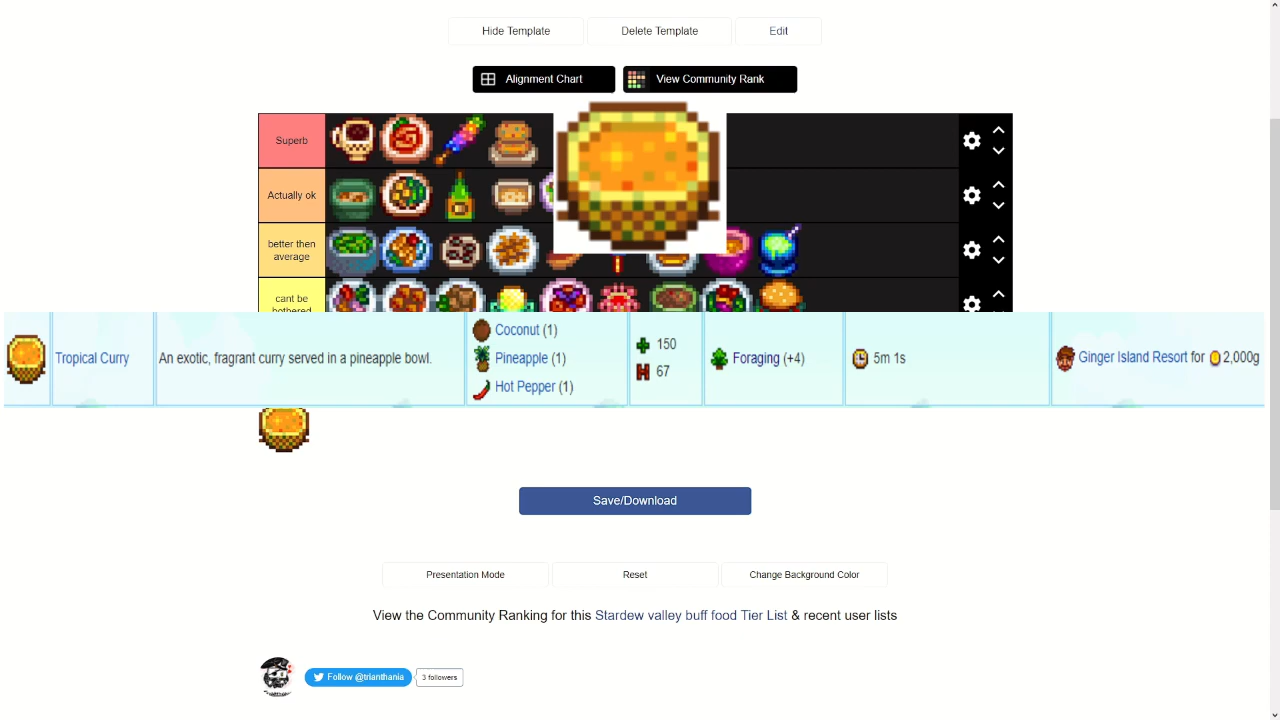 Hide Template Delete Template Edit
Alignment Chart View Community Rank
Superb
Actually ok
better then
average
cant be
bothered
Tropical Curry An exotic, fragrant curry served in a pineapple bowl. Coconut (1) Pineapple (1) Hot Pepper (1) 150 67 Foraging (+4) 5m 1s Ginger Island Resort for 2,000g
Save/Download
Presentation Mode Reset Change Background Color
View the Community Ranking for this Stardew valley buff food Tier List & recent user lists
Follow @trianthania 3 followers